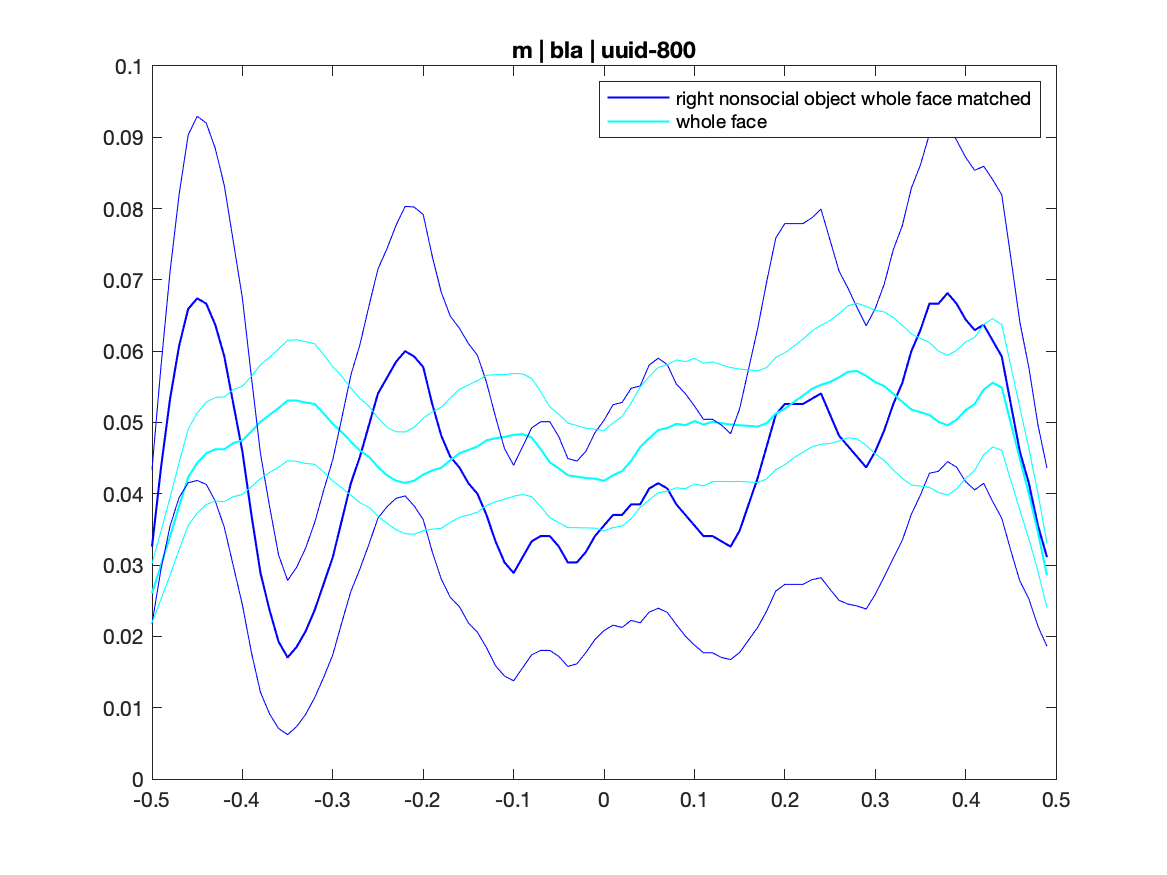 m | bla | uuid-800
right nonsocial object whole face matched
whole face
0.1
0.09
0.08
0.07
0.06
0.05
0.04
0.03
0.02
0.01
0
-0.5 -0.4 -0.3 -0.2 -0.1 0 0.1 0.2 0.3 0.4 0.5